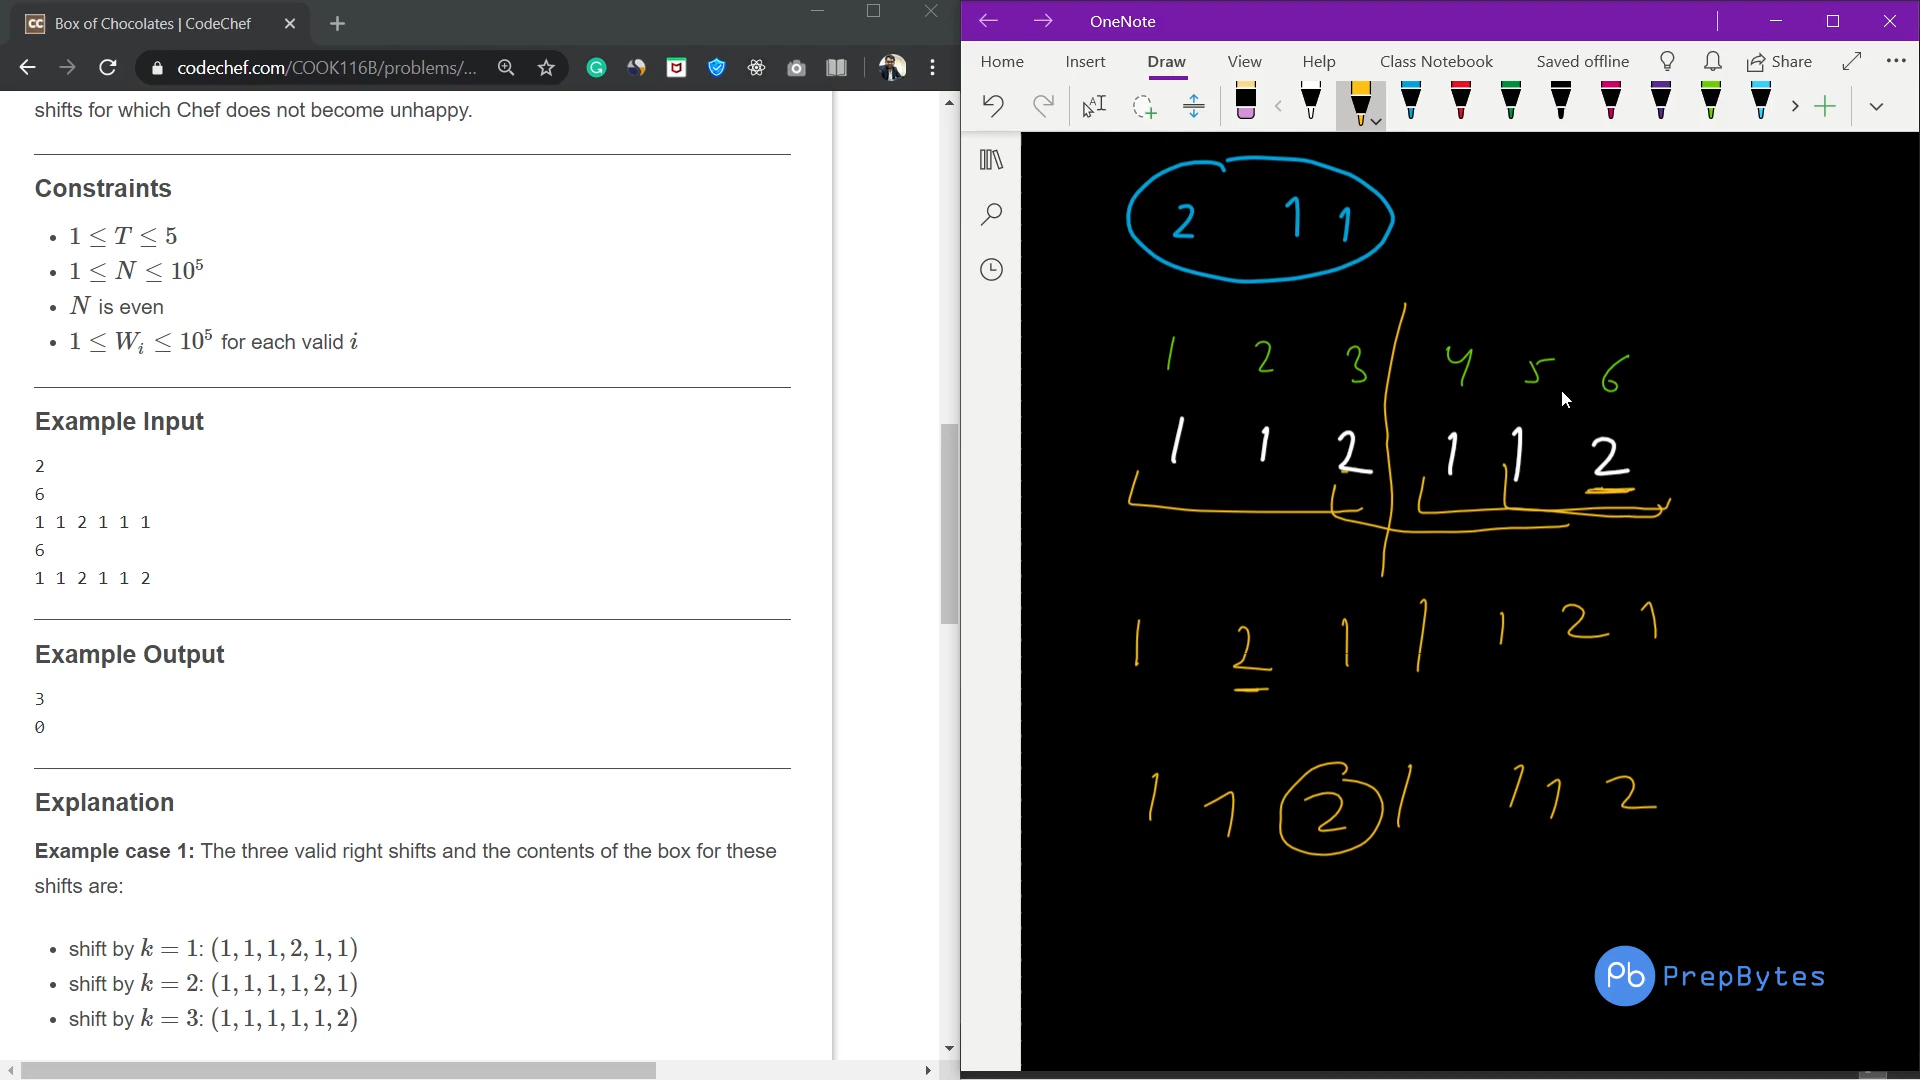 Box of Chocolates | CodeChef
codechef.com/COOK116B/problems/...
shifts for which Chef does not become unhappy.
Constraints
• 1 ≤ T ≤ 5
• 1 ≤ N ≤ 10⁵
• N is even
• 1 ≤ Wᵢ ≤ 10⁵ for each valid i
Example Input
2
6
1 1 2 1 1 1
6
1 1 2 1 1 2
Example Output
3
0
Explanation
Example case 1: The three valid right shifts and the contents of the box for these
shifts are:
• shift by k = 1: (1, 1, 1, 2, 1, 1)
• shift by k = 2: (1, 1, 1, 1, 2, 1)
• shift by k = 3: (1, 1, 1, 1, 1, 2)
OneNote
Home Insert Draw View Help Class Notebook Saved offline Share
2 1 1
1 2 3 4 5 6
1 1 2 1 1 2
1 2 1 | 1 2 1
1 1 2 | 1 1 2
Pb PrepBytes